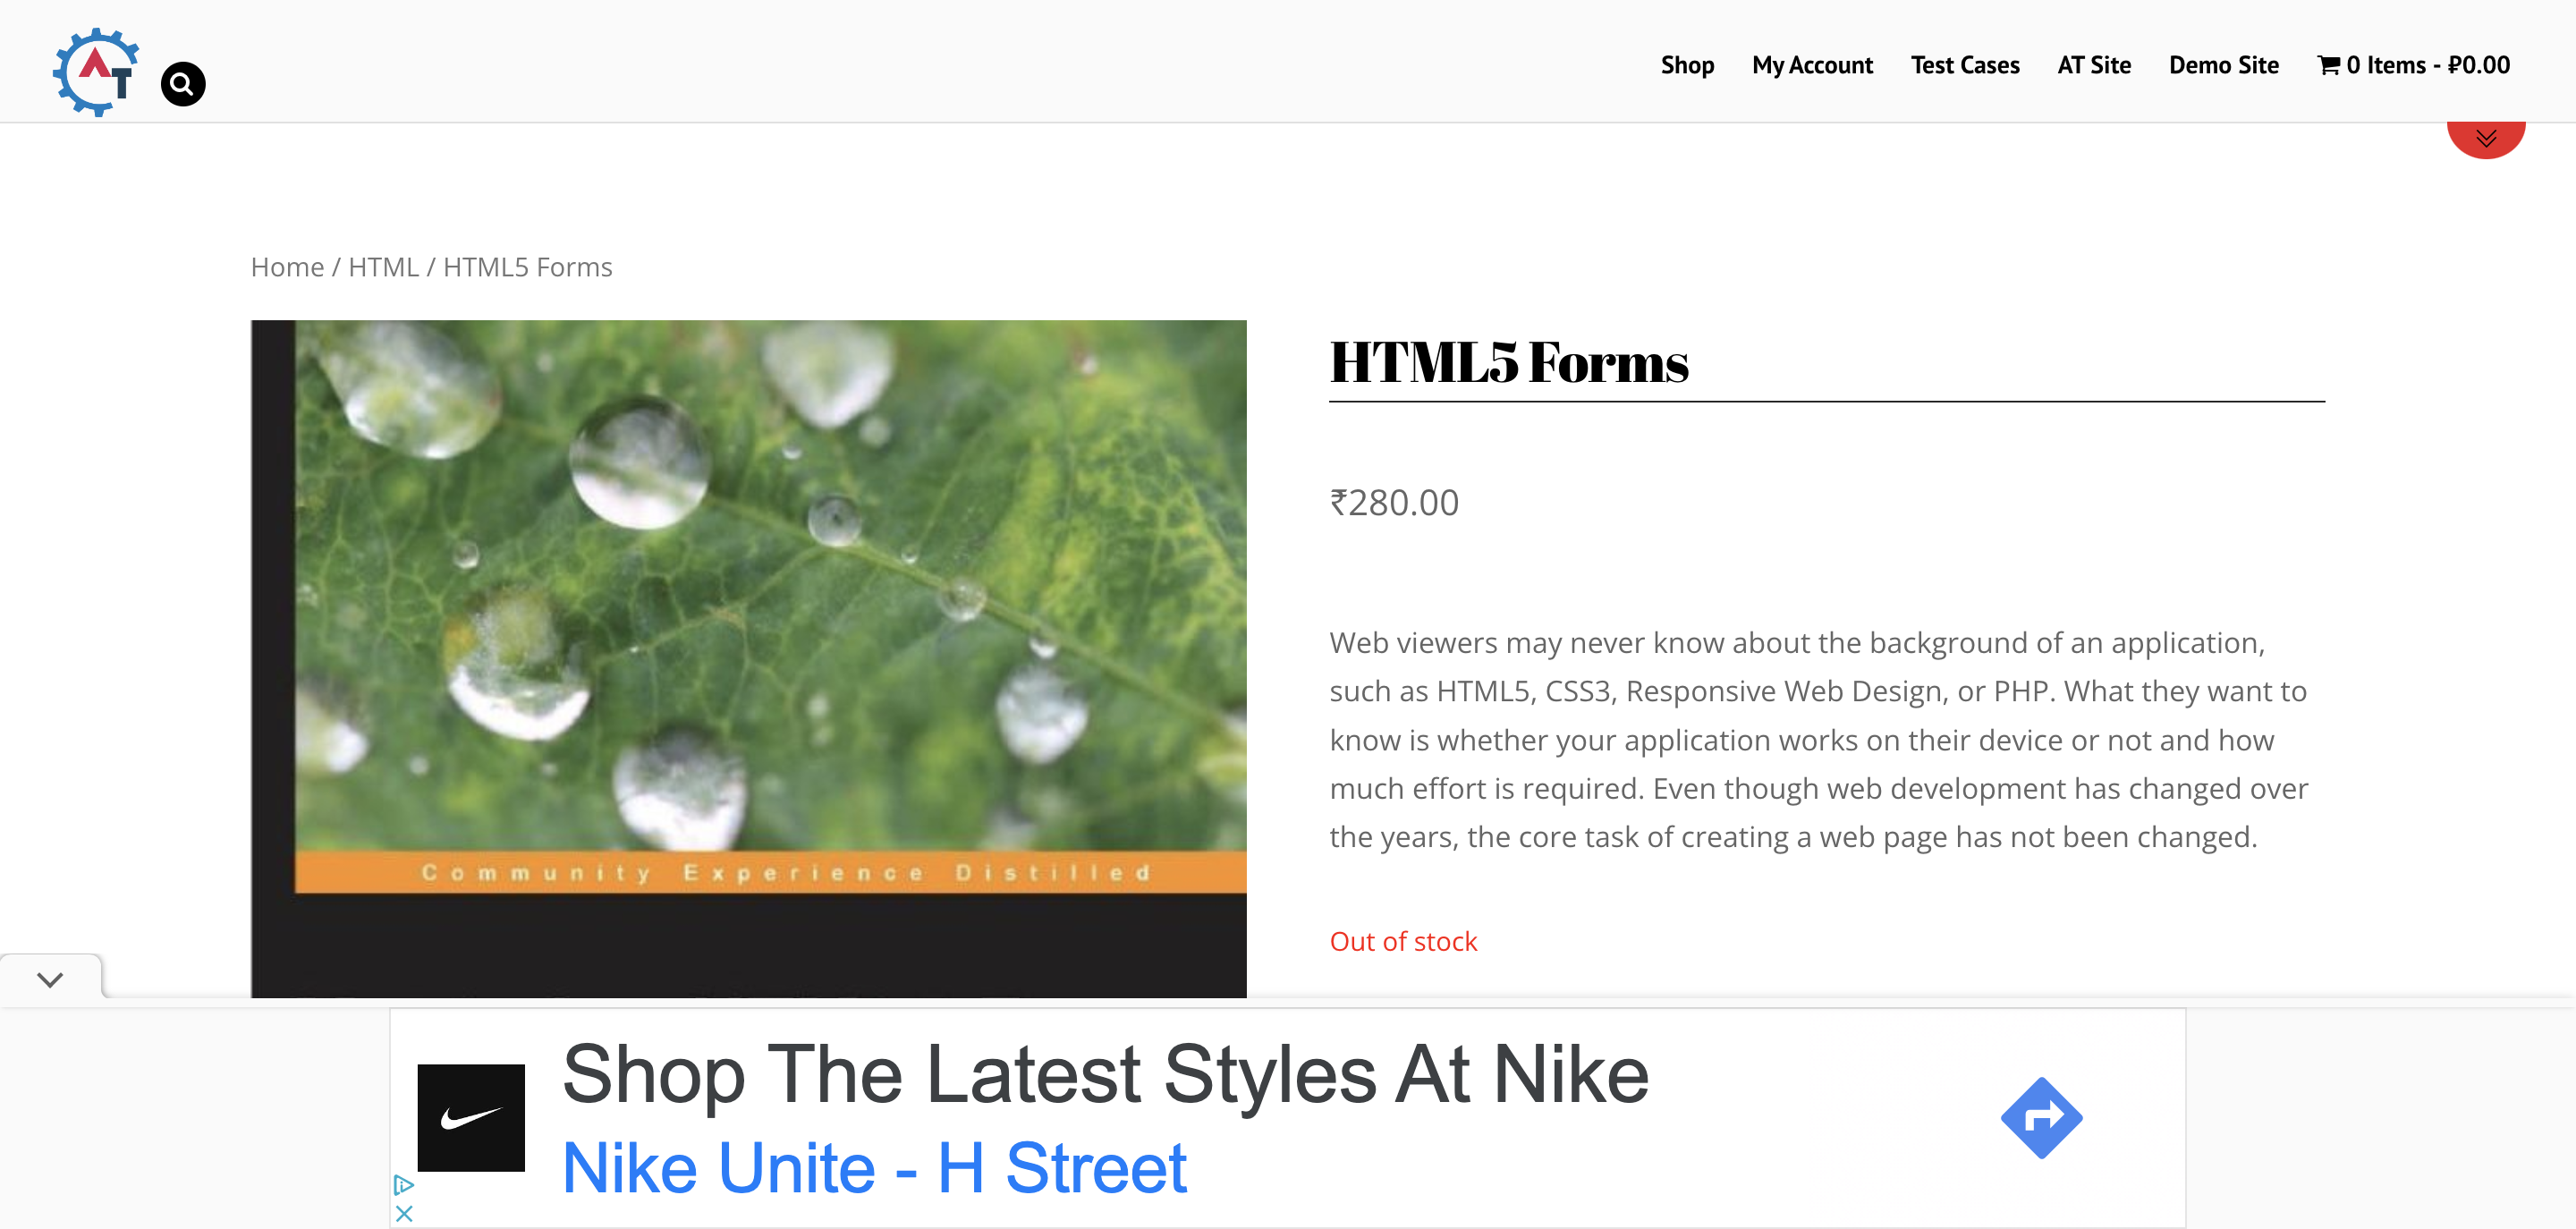 AT
Shop My Account Test Cases AT Site Demo Site 0 Items - ₽0.00
Home / HTML / HTML5 Forms
HTML5 Forms
₹280.00
Web viewers may never know about the background of an application,
such as HTML5, CSS3, Responsive Web Design, or PHP. What they want to
know is whether your application works on their device or not and how
much effort is required. Even though web development has changed over
the years, the core task of creating a web page has not been changed.
Community Experience Distilled
Out of stock
Shop The Latest Styles At Nike
Nike Unite - H Street